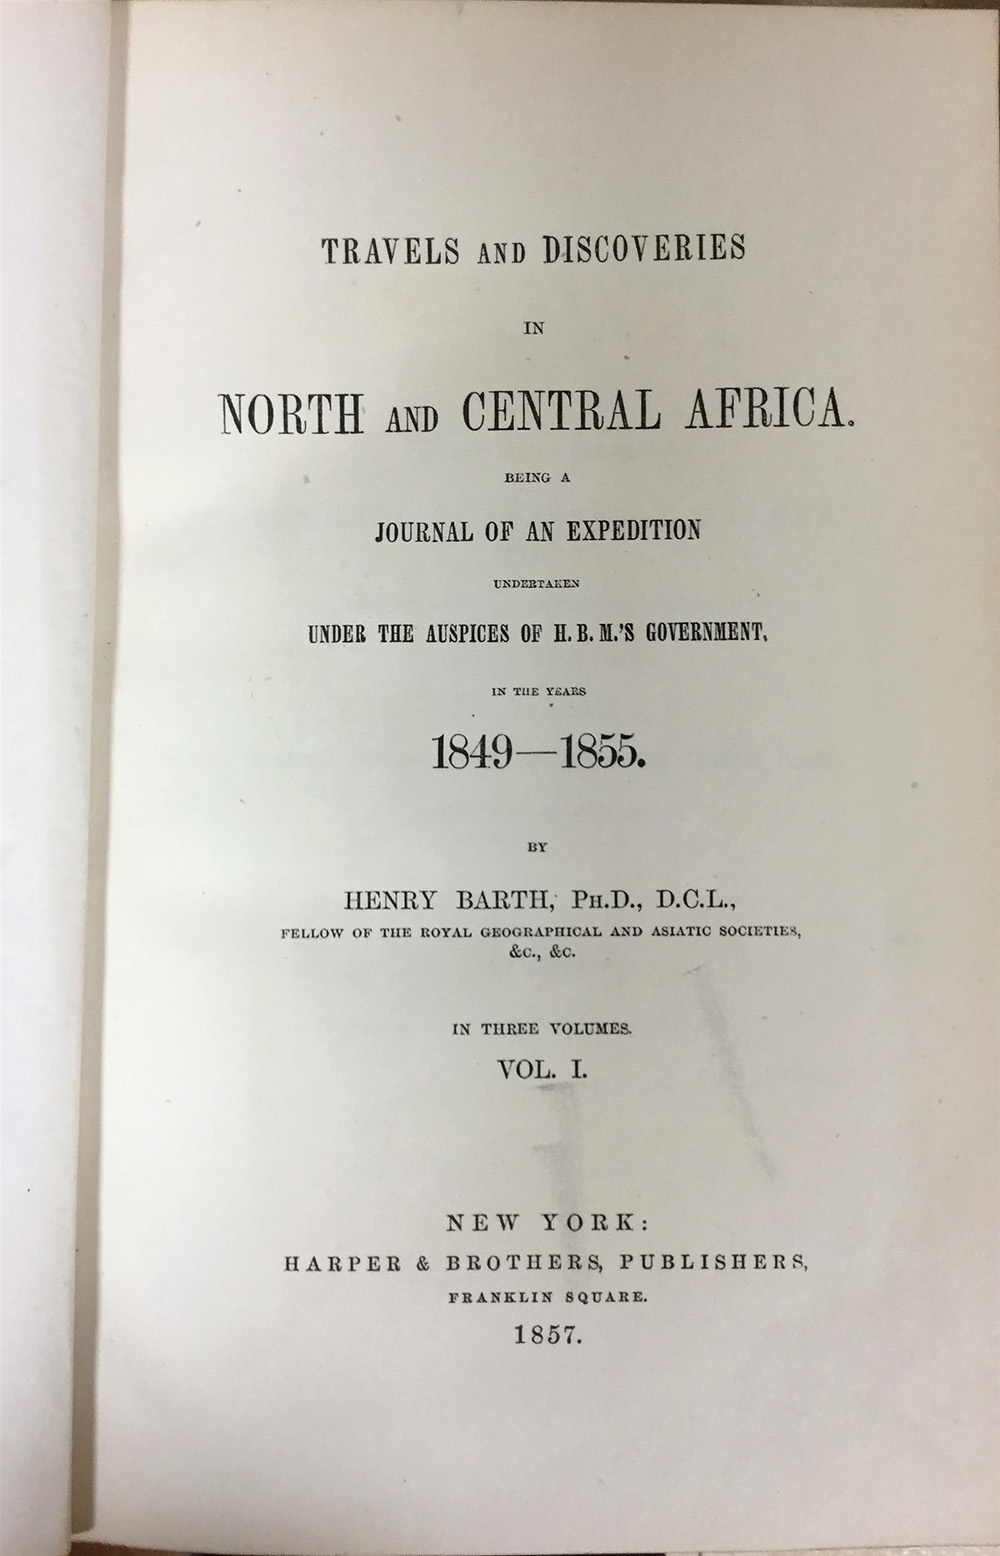 TRAVELS AND DISCOVERIES
IN
NORTH AND CENTRAL AFRICA.
BEING A
JOURNAL OF AN EXPEDITION
UNDERTAKEN
UNDER THE AUSPICES OF H. B. M.'S GOVERNMENT,
IN THE YEARS
1849—1855.
BY
HENRY BARTH, PH.D., D.C.L.,
FELLOW OF THE ROYAL GEOGRAPHICAL AND ASIATIC SOCIETIES,
&C., &C.
IN THREE VOLUMES.
VOL. I.
NEW YORK:
HARPER & BROTHERS, PUBLISHERS,
FRANKLIN SQUARE.
1857.